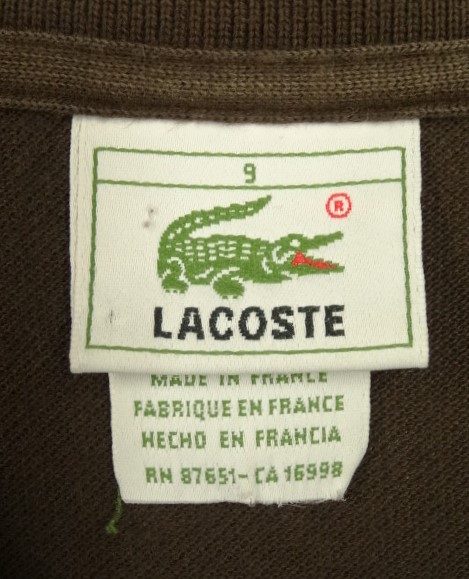 9
®
LACOSTE
MADE IN FRANCE
FABRIQUE EN FRANCE
HECHO EN FRANCIA
RN 87651-CA 16998